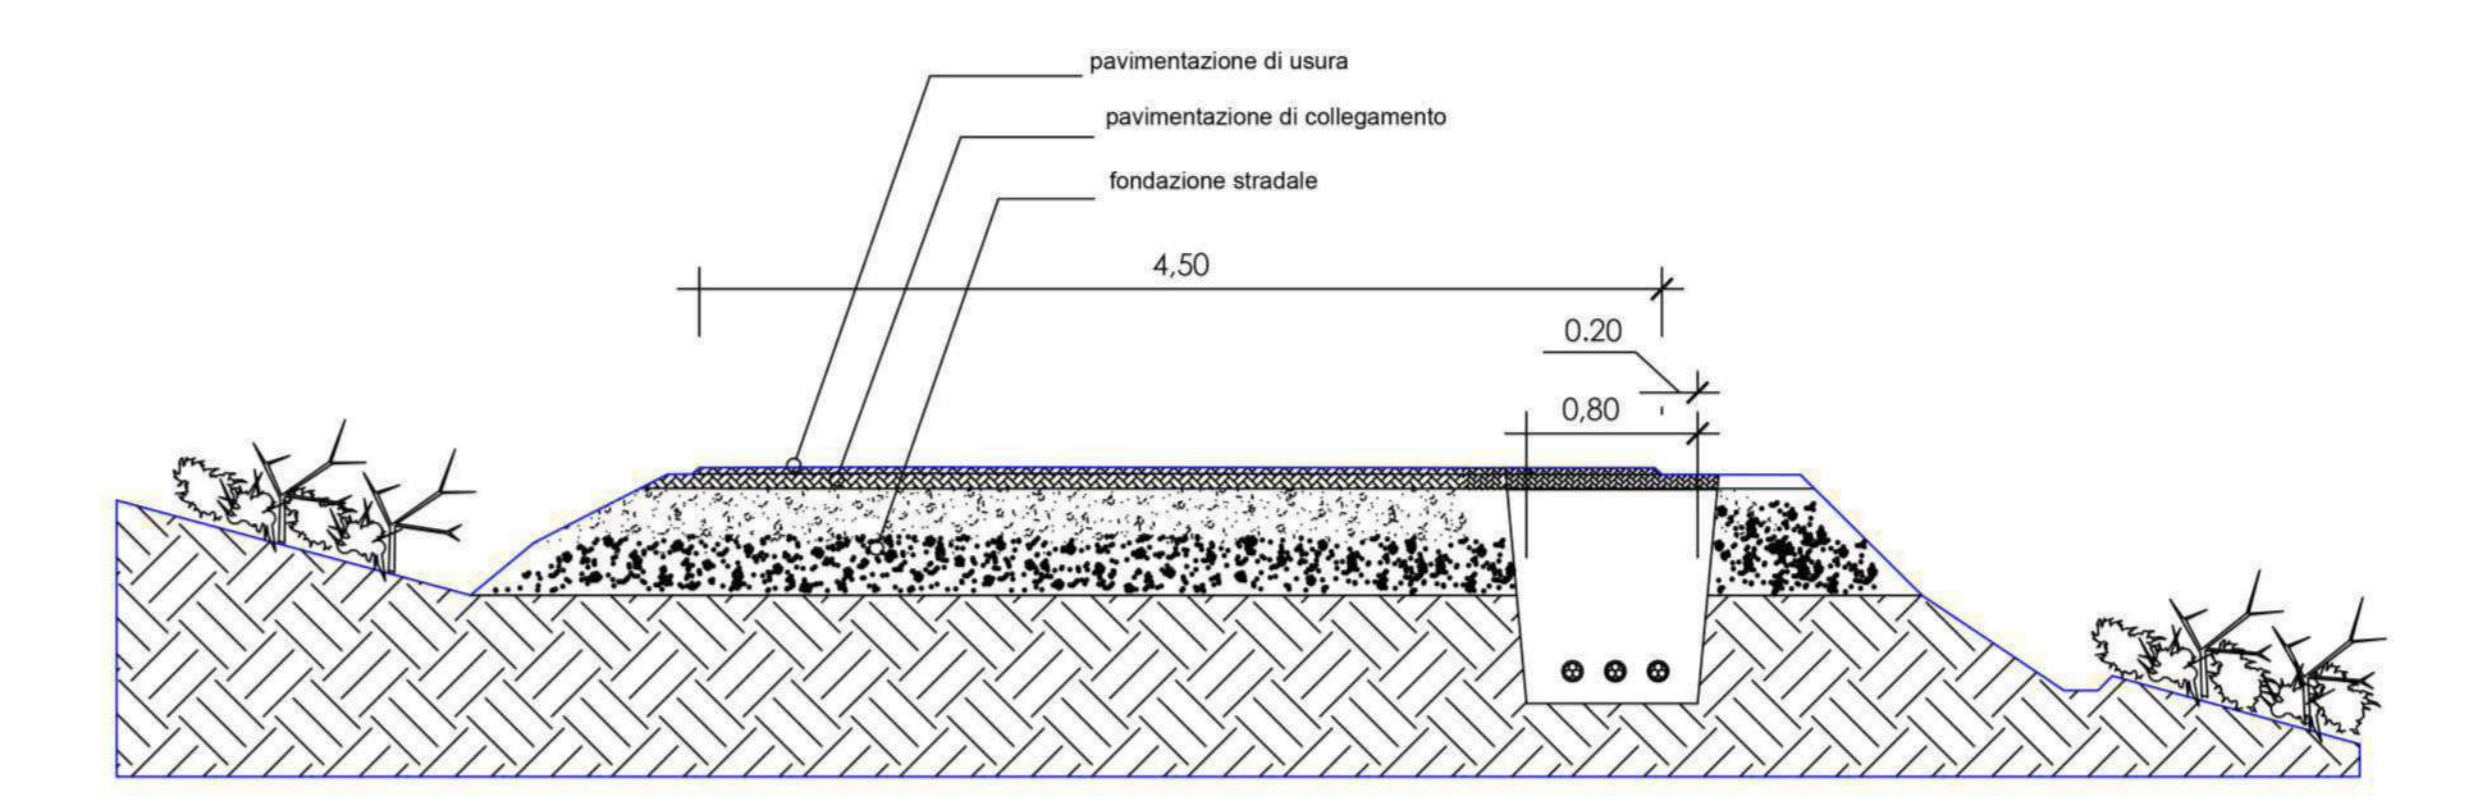 pavimentazione di usura
pavimentazione di collegamento
fondazione stradale
4,50
0.20
0,80